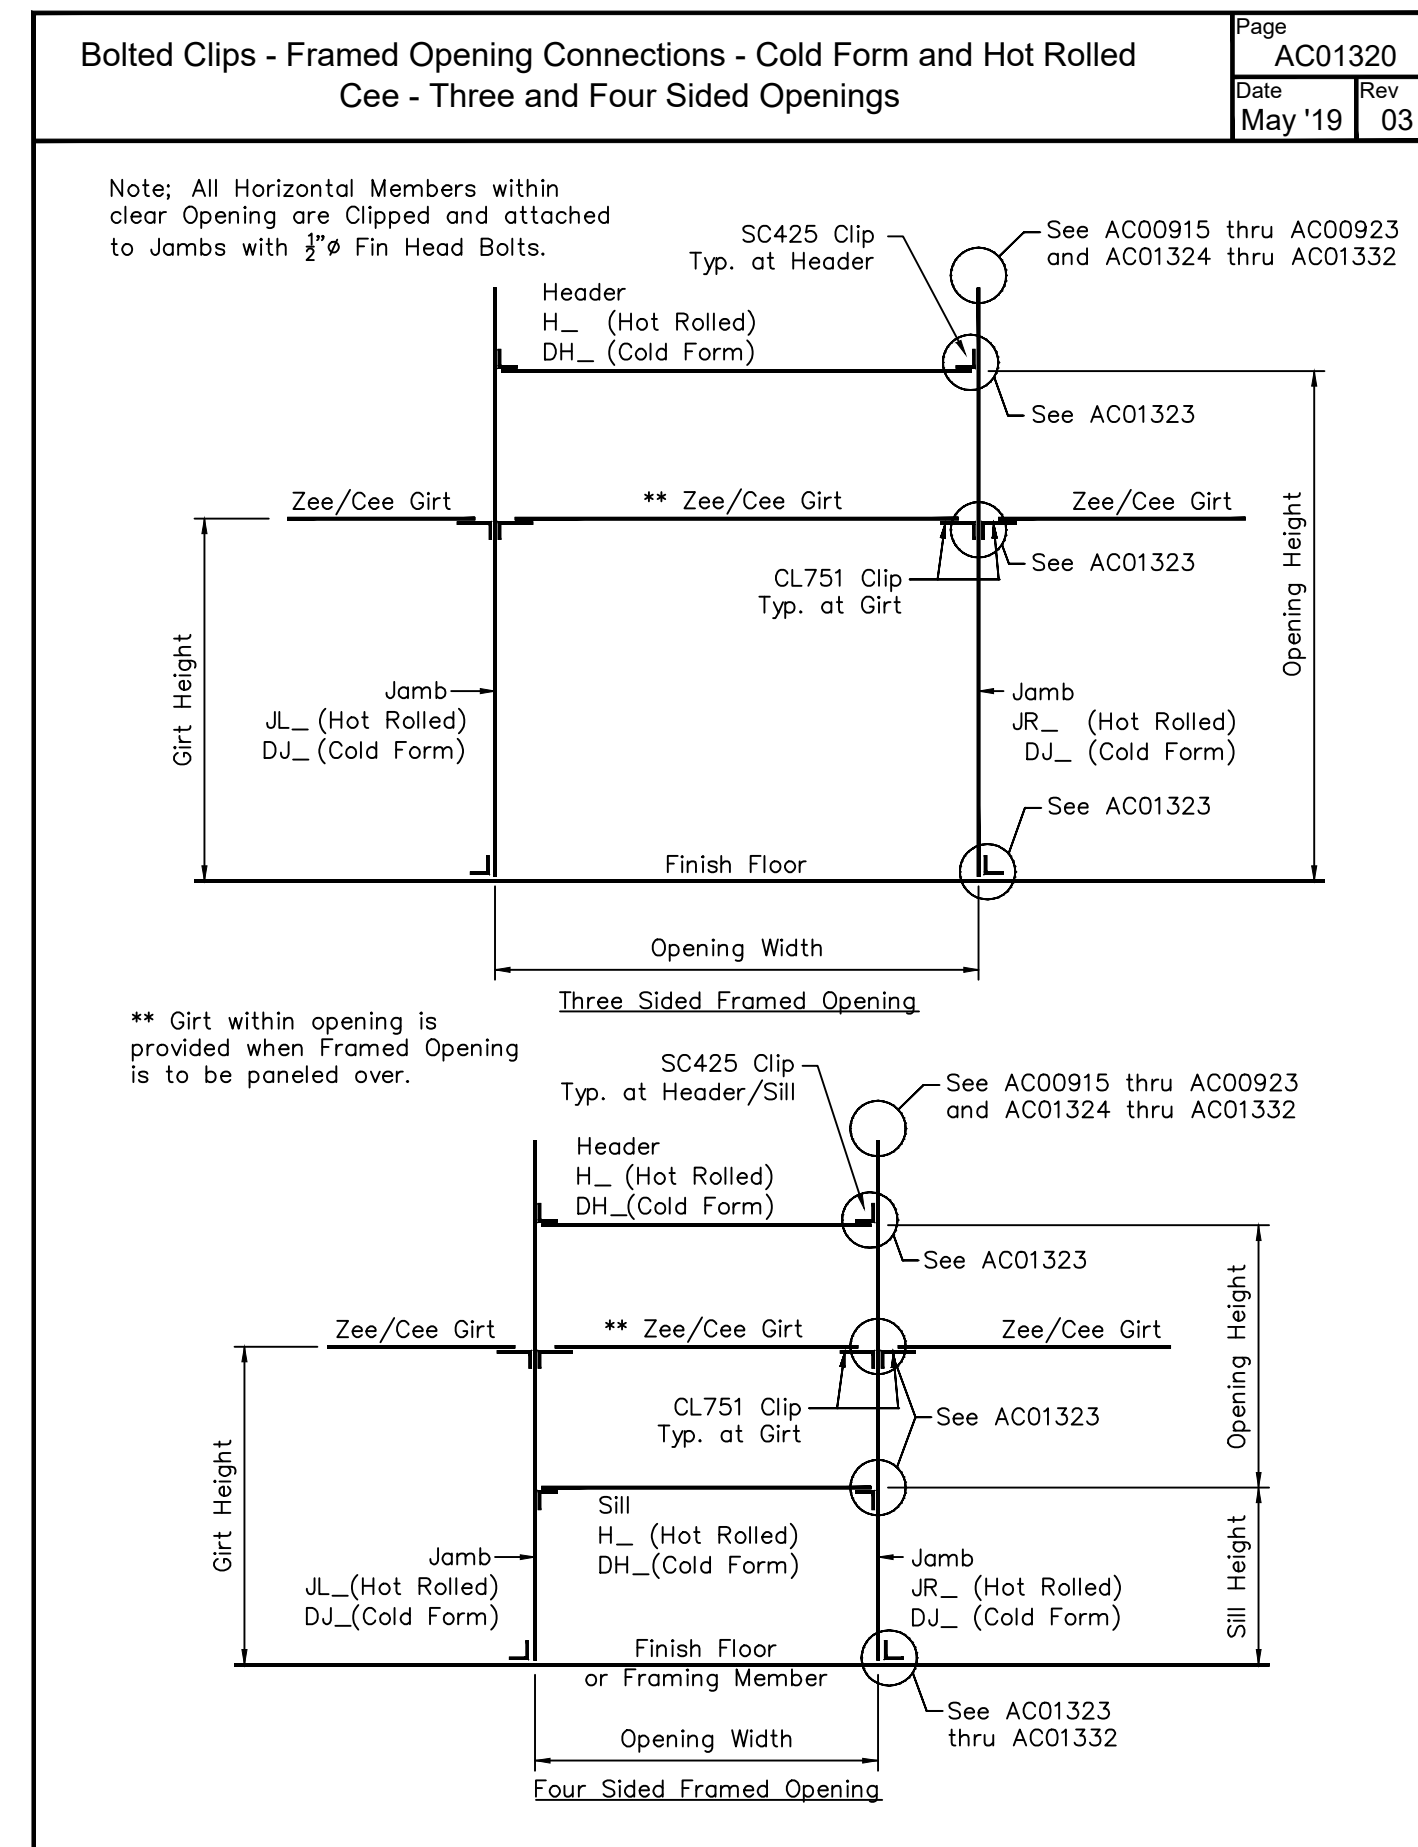 Bolted Clips - Framed Opening Connections - Cold Form and Hot Rolled
Cee - Three and Four Sided Openings
Page
AC01320
Date
May '19
Rev
03
Note; All Horizontal Members within
clear Opening are Clipped and attached
to Jambs with ½"ø Fin Head Bolts.
SC425 Clip
Typ. at Header
See AC00915 thru AC00923
and AC01324 thru AC01332
Header
H_ (Hot Rolled)
DH_ (Cold Form)
See AC01323
Zee/Cee Girt
** Zee/Cee Girt
Zee/Cee Girt
See AC01323
CL751 Clip
Typ. at Girt
Opening Height
Girt Height
Jamb
JL_ (Hot Rolled)
DJ_ (Cold Form)
Jamb
JR_ (Hot Rolled)
DJ_ (Cold Form)
See AC01323
Finish Floor
Opening Width
Three Sided Framed Opening
** Girt within opening is
provided when Framed Opening
is to be paneled over.
SC425 Clip
Typ. at Header/Sill
See AC00915 thru AC00923
and AC01324 thru AC01332
Header
H_ (Hot Rolled)
DH_(Cold Form)
See AC01323
Zee/Cee Girt
** Zee/Cee Girt
Zee/Cee Girt
Opening Height
CL751 Clip
Typ. at Girt
See AC01323
Girt Height
Sill
H_ (Hot Rolled)
DH_(Cold Form)
Sill Height
Jamb
JL_(Hot Rolled)
DJ_(Cold Form)
Jamb
JR_ (Hot Rolled)
DJ_ (Cold Form)
Finish Floor
or Framing Member
See AC01323
thru AC01332
Opening Width
Four Sided Framed Opening